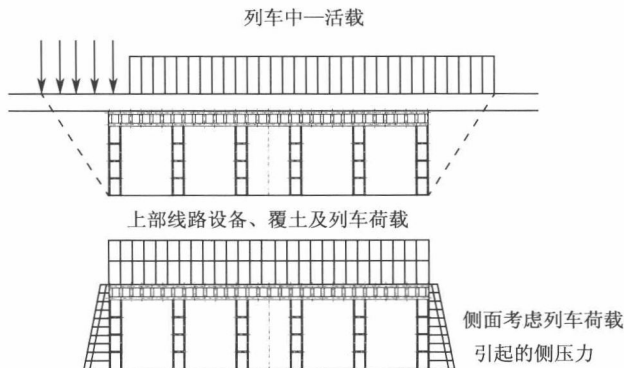 列车中—活载
上部线路设备、覆土及列车荷载
侧面考虑列车荷载
引起的侧压力